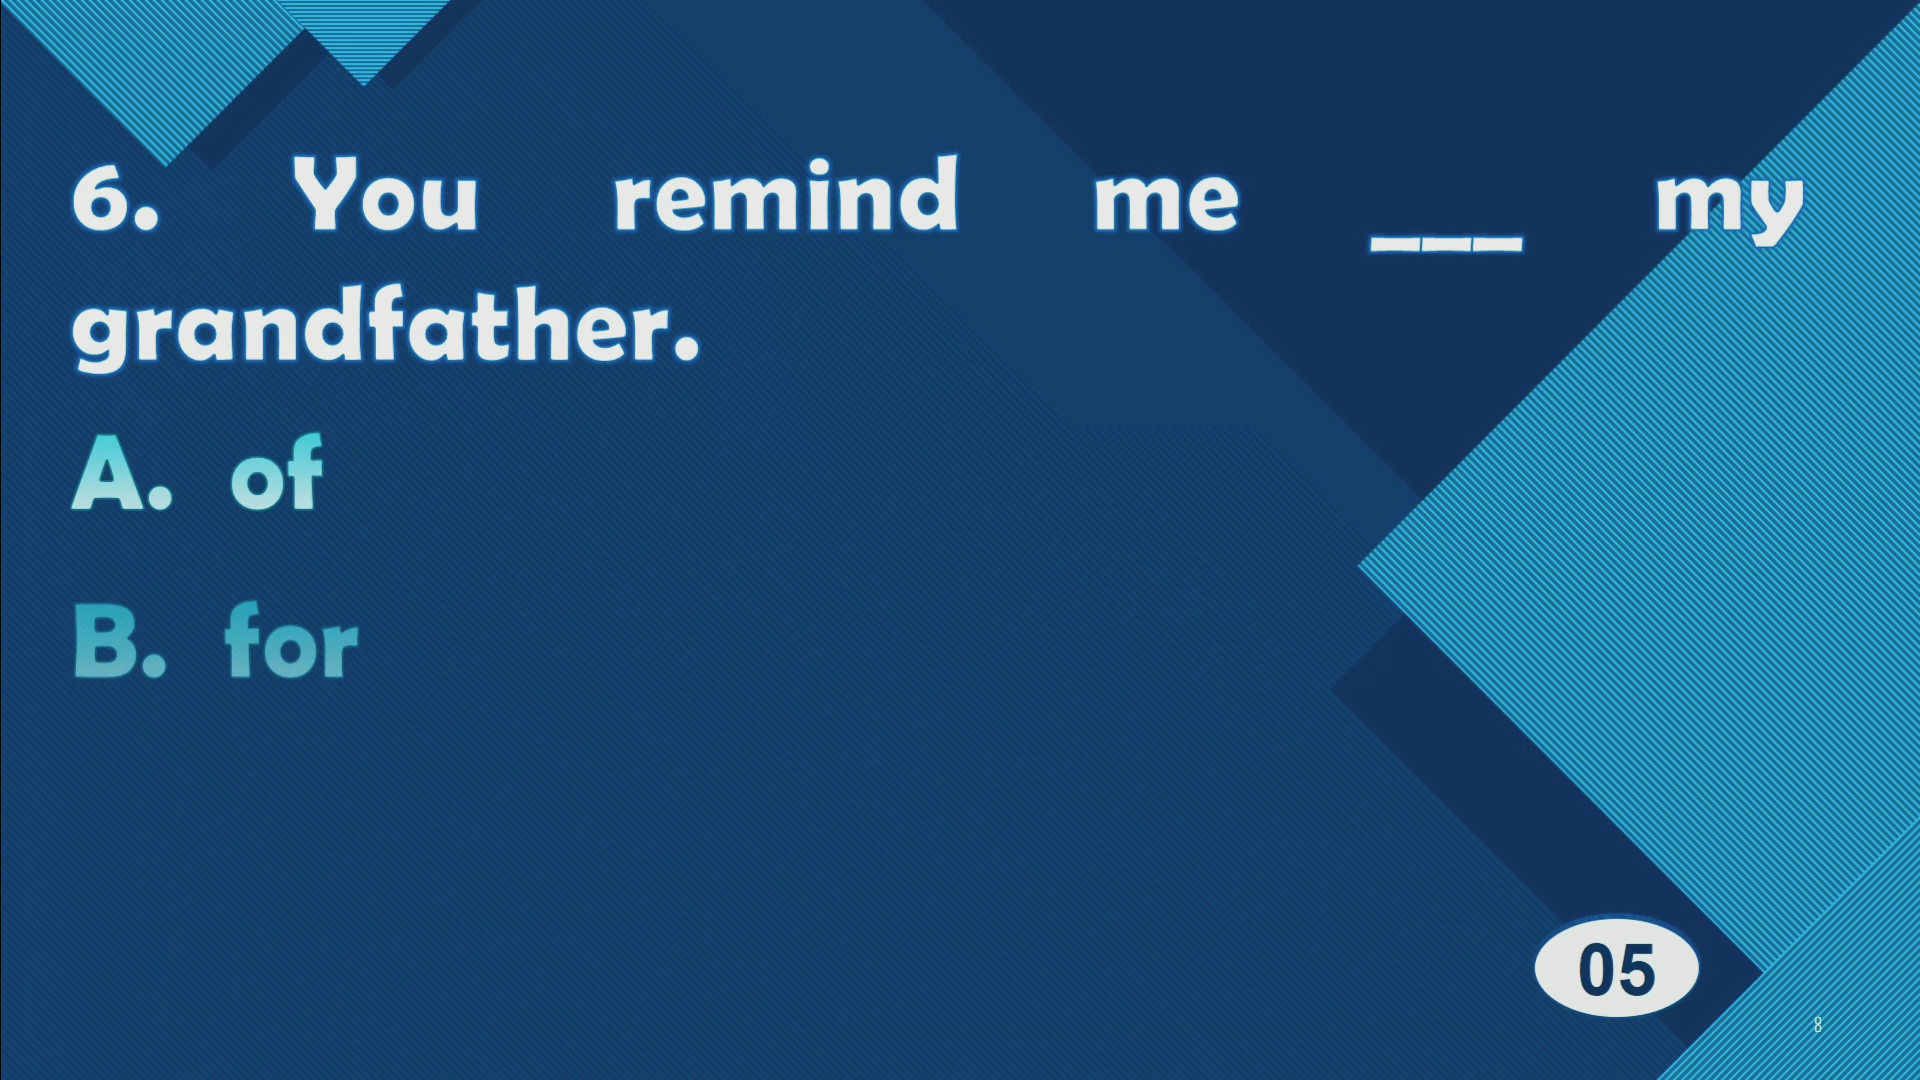 6. You remind me ___ my
grandfather.
A. of
B. for
05
8